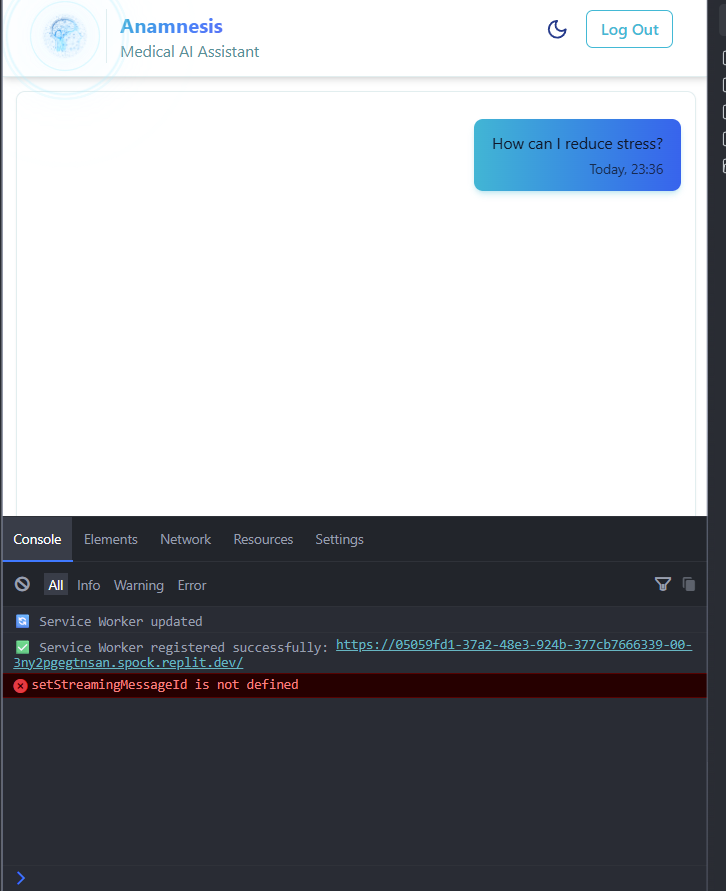 Anamnesis
Medical AI Assistant
Log Out
How can I reduce stress?
Today, 23:36
Console Elements Network Resources Settings
All Info Warning Error
Service Worker updated
Service Worker registered successfully: https://05059fd1-37a2-48e3-924b-377cb7666339-00-
3ny2pgegtnsan.spock.replit.dev/
setStreamingMessageId is not defined